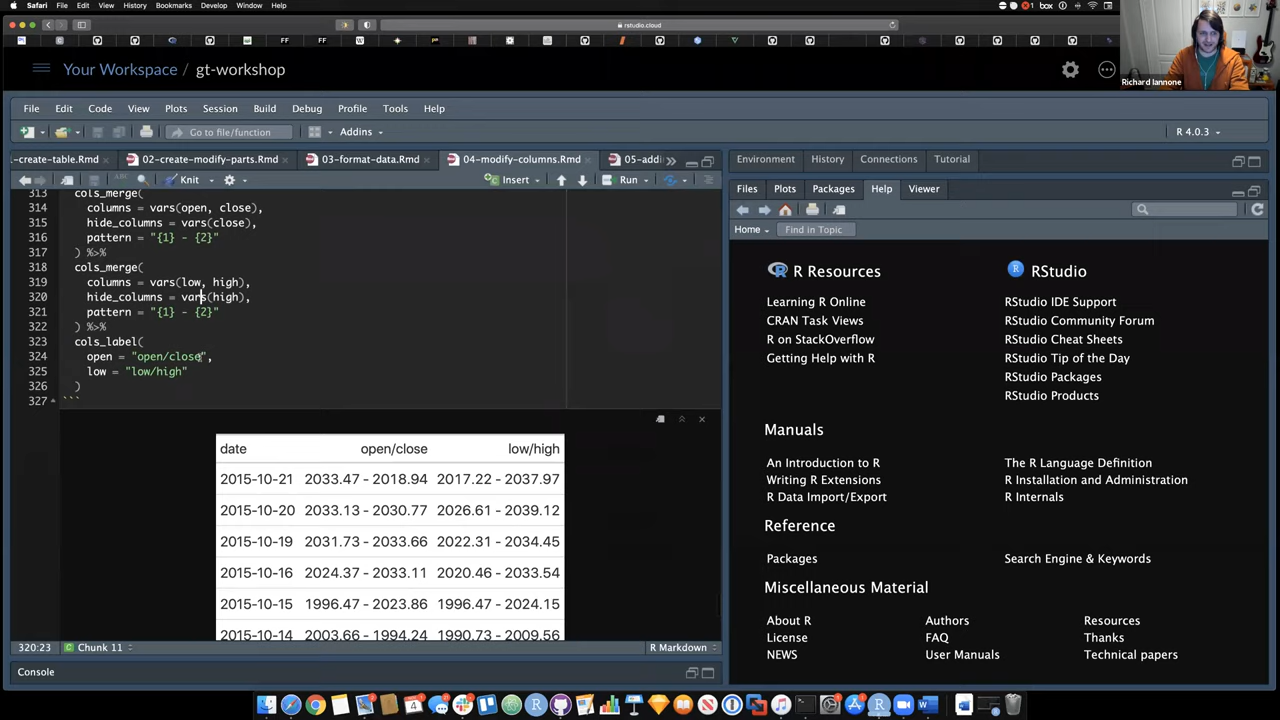 Safari File Edit View History Bookmarks Develop Window Help
1 box
rstudio.cloud
FF FF W
Your Workspace / gt-workshop
Richard Iannone
File Edit Code View Plots Session Build Debug Profile Tools Help
Go to file/function Addins R 4.0.3
-create-table.Rmd 02-create-modify-parts.Rmd 03-format-data.Rmd 04-modify-columns.Rmd 05-addi
Knit Insert Run
313 cols_merge(
314 columns = vars(open, close),
315 hide_columns = vars(close),
316 pattern = "{1} - {2}"
317 ) %>%
318 cols_merge(
319 columns = vars(low, high),
320 hide_columns = vars(high),
321 pattern = "{1} - {2}"
322 ) %>%
323 cols_label(
324 open = "open/close",
325 low = "low/high"
326 )
327 ```
date open/close low/high
2015-10-21 2033.47 - 2018.94 2017.22 - 2037.97
2015-10-20 2033.13 - 2030.77 2026.61 - 2039.12
2015-10-19 2031.73 - 2033.66 2022.31 - 2034.45
2015-10-16 2024.37 - 2033.11 2020.46 - 2033.54
2015-10-15 1996.47 - 2023.86 1996.47 - 2024.15
2015-10-14 2003.66 - 1994.24 1990.73 - 2009.56
320:23 Chunk 11 R Markdown
Console
Environment History Connections Tutorial
Files Plots Packages Help Viewer
Home Find in Topic
R Resources
Learning R Online
CRAN Task Views
R on StackOverflow
Getting Help with R
RStudio
RStudio IDE Support
RStudio Community Forum
RStudio Cheat Sheets
RStudio Tip of the Day
RStudio Packages
RStudio Products
Manuals
An Introduction to R The R Language Definition
Writing R Extensions R Installation and Administration
R Data Import/Export R Internals
Reference
Packages Search Engine & Keywords
Miscellaneous Material
About R Authors Resources
License FAQ Thanks
NEWS User Manuals Technical papers